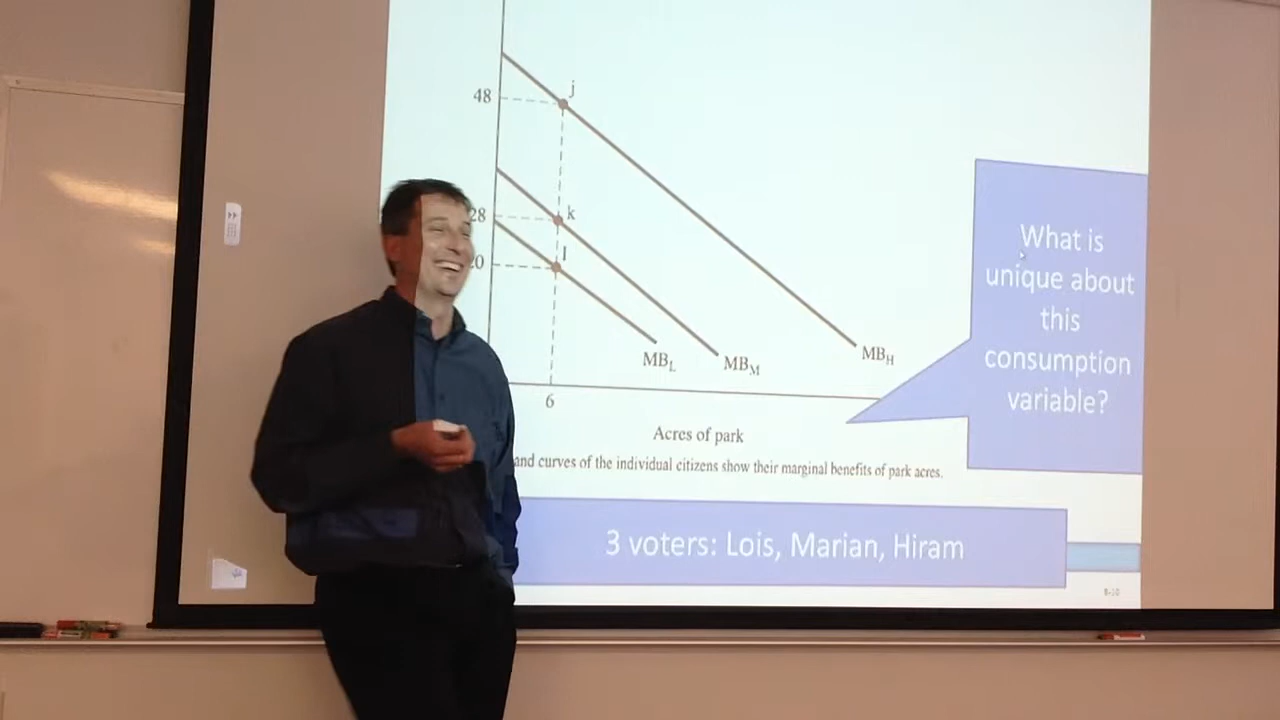 48
j
28
k
0
l
MB_L
MB_M
MB_H
6
Acres of park
and curves of the individual citizens show their marginal benefits of park acres.
What is
unique about
this
consumption
variable?
3 voters: Lois, Marian, Hiram